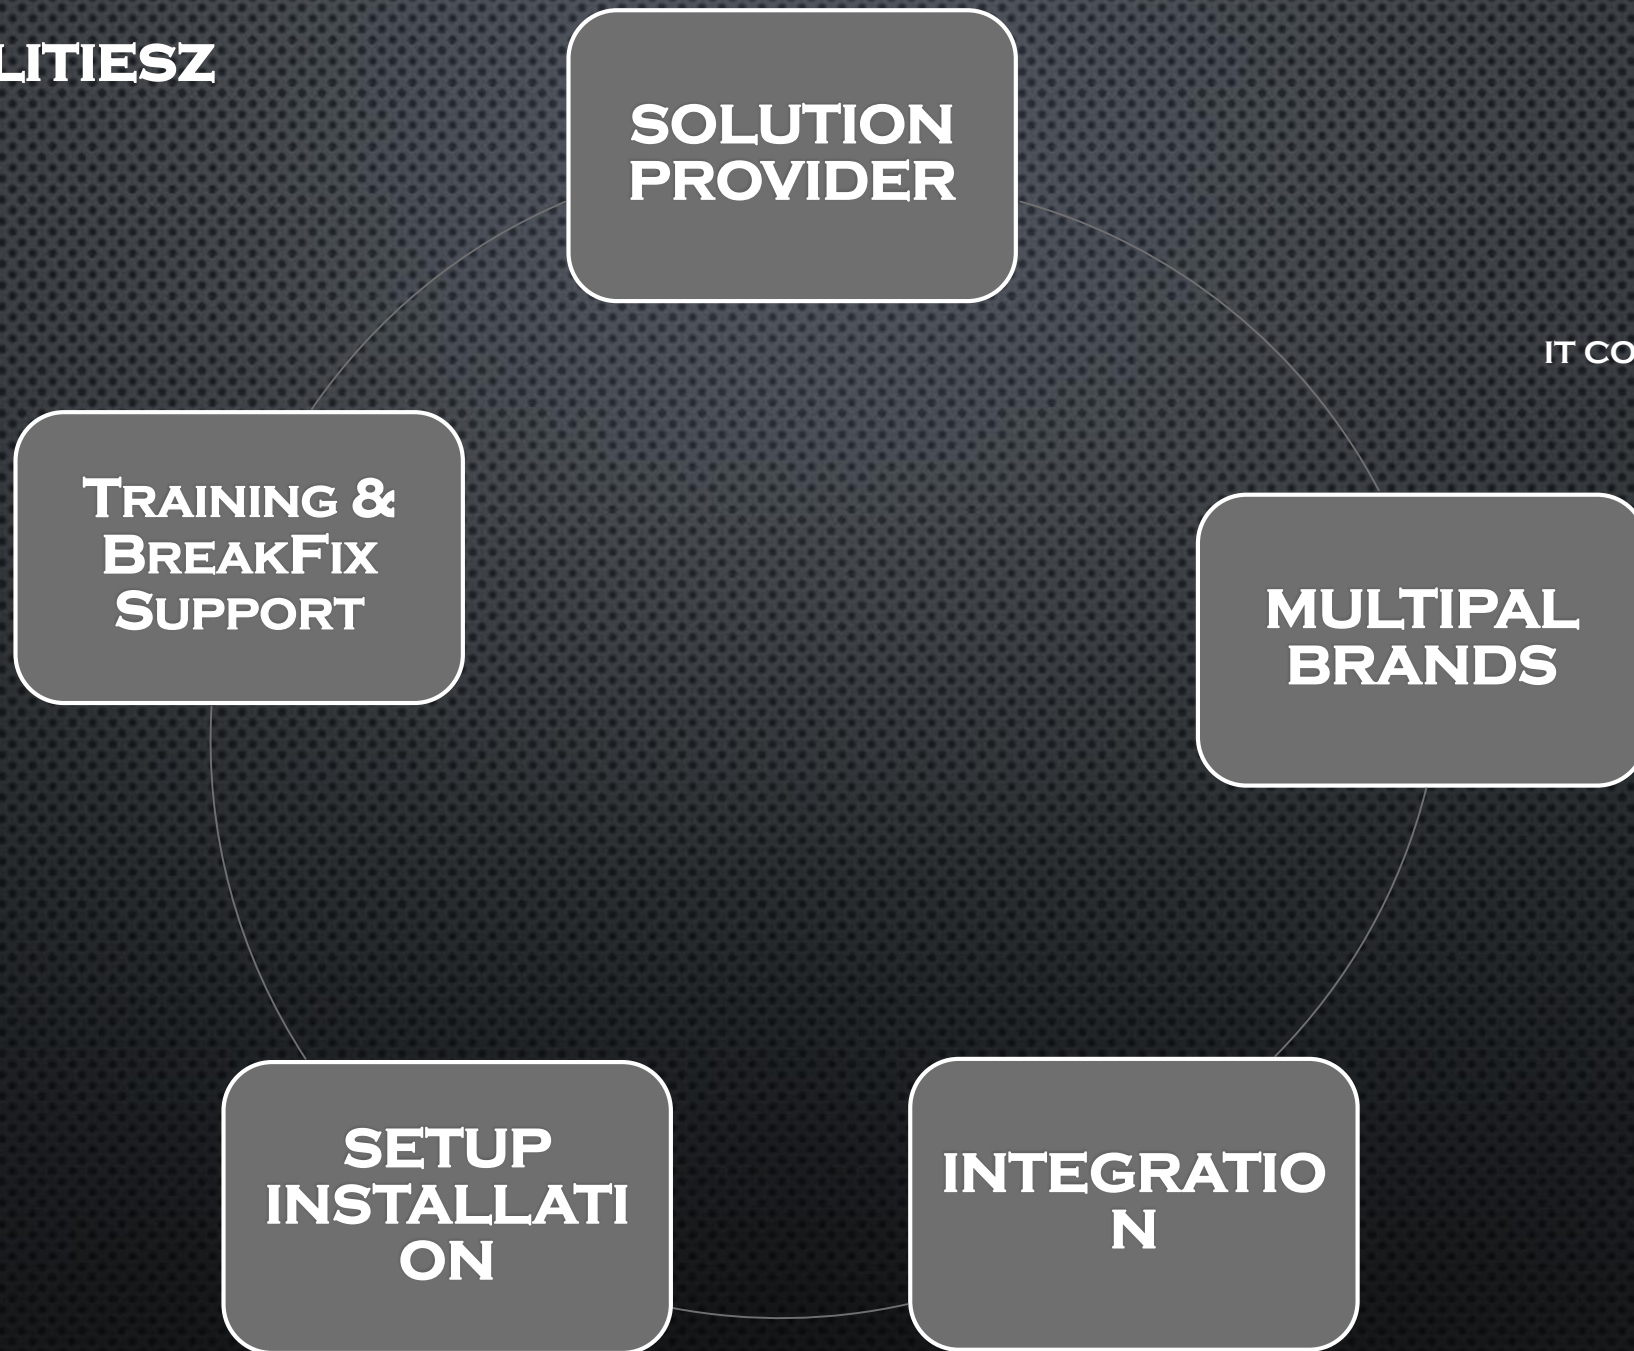 LITIESZ
SOLUTION
PROVIDER
IT CO
TRAINING &
BREAKFIX
SUPPORT
MULTIPAL
BRANDS
SETUP
INSTALLATI
ON
INTEGRATIO
N